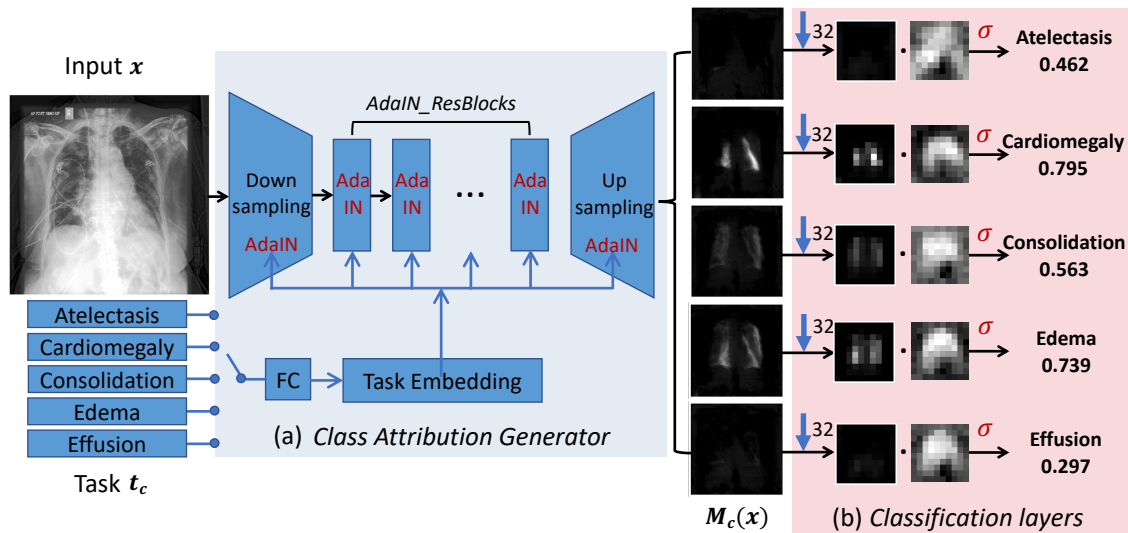 Input x
AdaIN_ResBlocks
Down
sampling
AdaIN
Ada
IN
Ada
IN
...
Ada
IN
Up
sampling
AdaIN
Atelectasis
Cardiomegaly
Consolidation
Edema
Effusion
Task t_c
FC
Task Embedding
(a) Class Attribution Generator
32
σ
Atelectasis
0.462
32
σ
Cardiomegaly
0.795
32
σ
Consolidation
0.563
32
σ
Edema
0.739
32
σ
Effusion
0.297
M_c(x)
(b) Classification layers